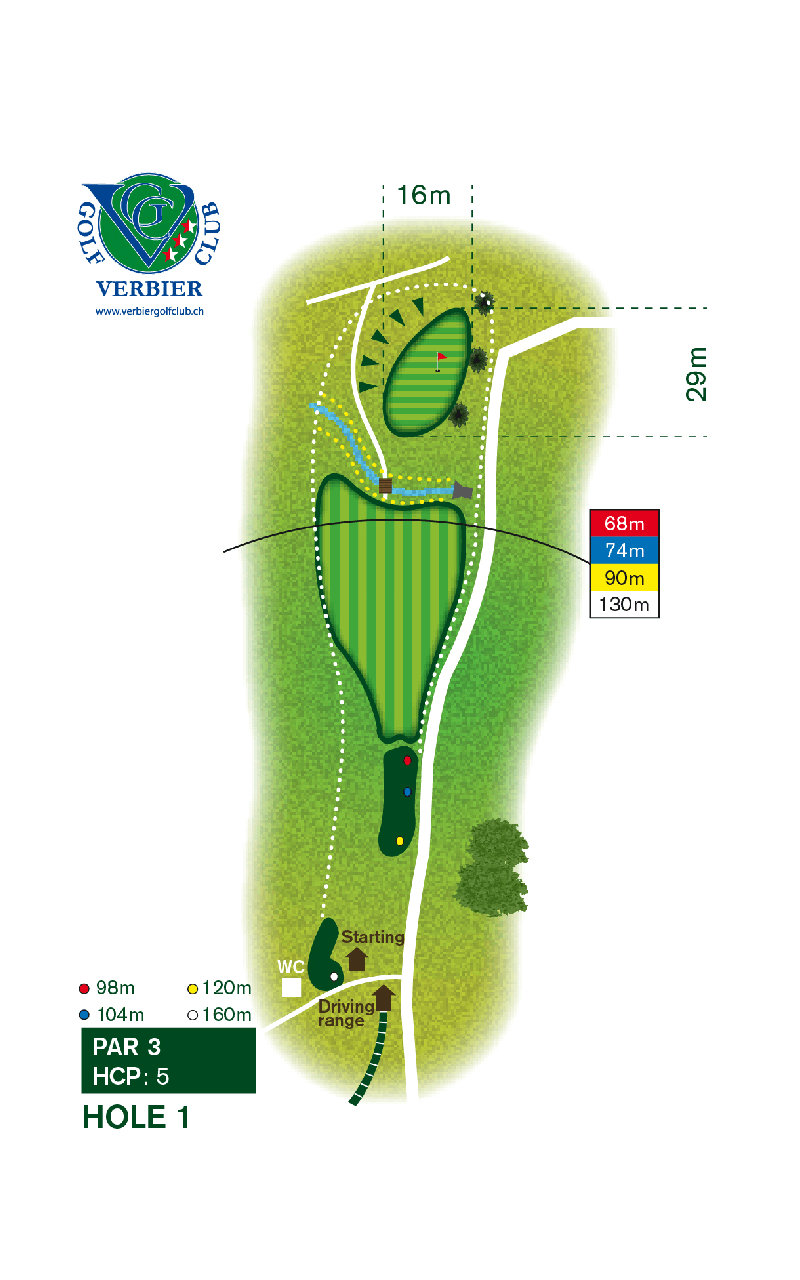 16m
GOLF CLUB
VG
VERBIER
www.verbiergolfclub.ch
29m
68m
74m
90m
130m
Starting
WC
98m
120m
104m
160m
Driving
range
PAR 3
HCP: 5
HOLE 1